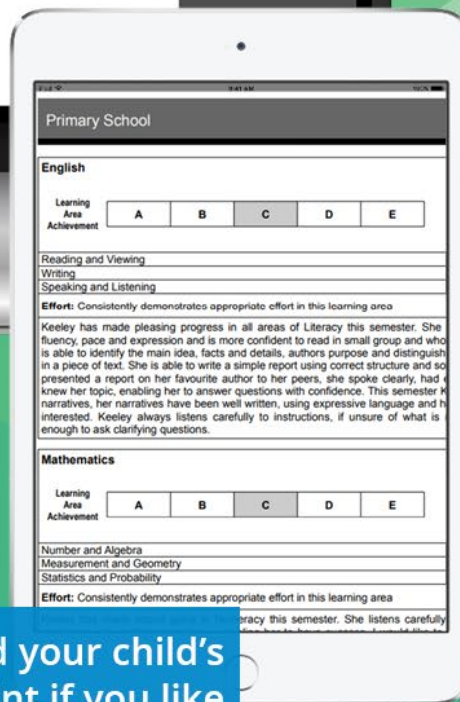 9:41 AM
Primary School
English
Learning
Area
Achievement
A B C D E
Reading and Viewing
Writing
Speaking and Listening
Effort: Consistently demonstrates appropriate effort in this learning area
Keeley has made pleasing progress in all areas of Literacy this semester. She
fluency, pace and expression and is more confident to read in small group and who
is able to identify the main idea, facts and details, authors purpose and distinguish
in a piece of text. She is able to write a simple report using correct structure and so
presented a report on her favourite author to her peers, she spoke clearly, had
knew her topic, enabling her to answer questions with confidence. This semester K
narratives, her narratives have been well written, using expressive language and h
interested. Keeley always listens carefully to instructions, if unsure of what is
enough to ask clarifying questions.
Mathematics
Learning
Area
Achievement
A B C D E
Number and Algebra
Measurement and Geometry
Statistics and Probability
Effort: Consistently demonstrates appropriate effort in this learning area
eracy this semester. She listens carefully
d your child's
nt if you like